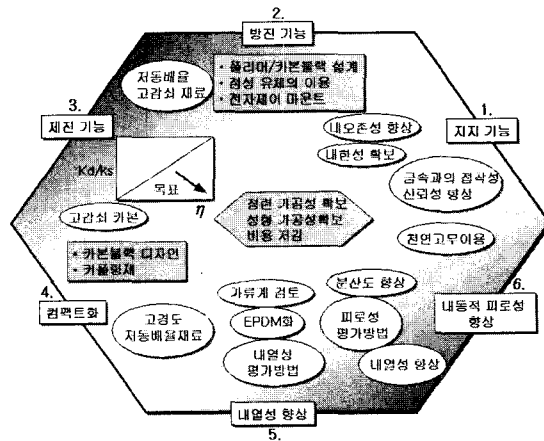 2.
방진 기능
저동배율
고감쇠 재료
• 폴리머/카본블랙 설계
• 점성 유체의 이용
• 전자제어 마운트
3.
제진 기능
내오존성 향상
내한성 확보
1.
지지 기능
Kd/ks
목표
η
금속과의 접착성
신뢰성 향상
고감쇠 카본
정련 가공성 확보
성형 가공성확보
비용 저감
천연고무이용
• 카본블랙 디자인
• 커플링재
4.
컴팩트화
고경도
저동배율재료
가류계 검토
EPDM화
내열성
평가방법
분산도 향상
피로성
평가방법
내열성 향상
6.
내동적 피로성
향상
내열성 향상
5.